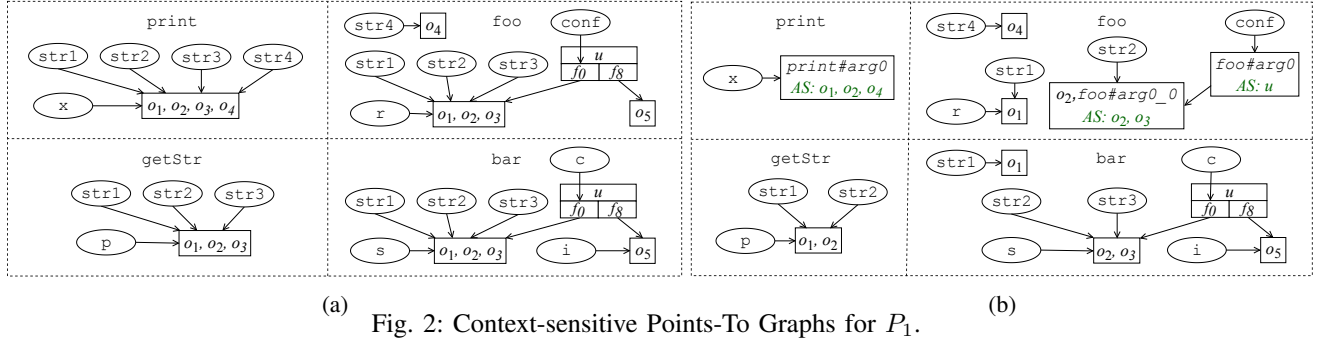 print
str1 str2 str3 str4
x
o1, o2, o3, o4
foo
str4
o4
conf
u
f0 f8
str1 str2 str3
r
o1, o2, o3
o5
getStr
str1 str2 str3
p
o1, o2, o3
bar
c
u
f0 f8
str1 str2 str3
s
o1, o2, o3
i
o5
(a)
print
x
print#arg0
AS: o1, o2, o4
foo
str4
o4
conf
foo#arg0
AS: u
str2
o2,foo#arg0_0
AS: o2, o3
str1
r
o1
getStr
str1 str2
p
o1, o2
bar
str1
o1
c
u
f0 f8
str2 str3
s
o2, o3
i
o5
(b)
Fig. 2: Context-sensitive Points-To Graphs for P1.